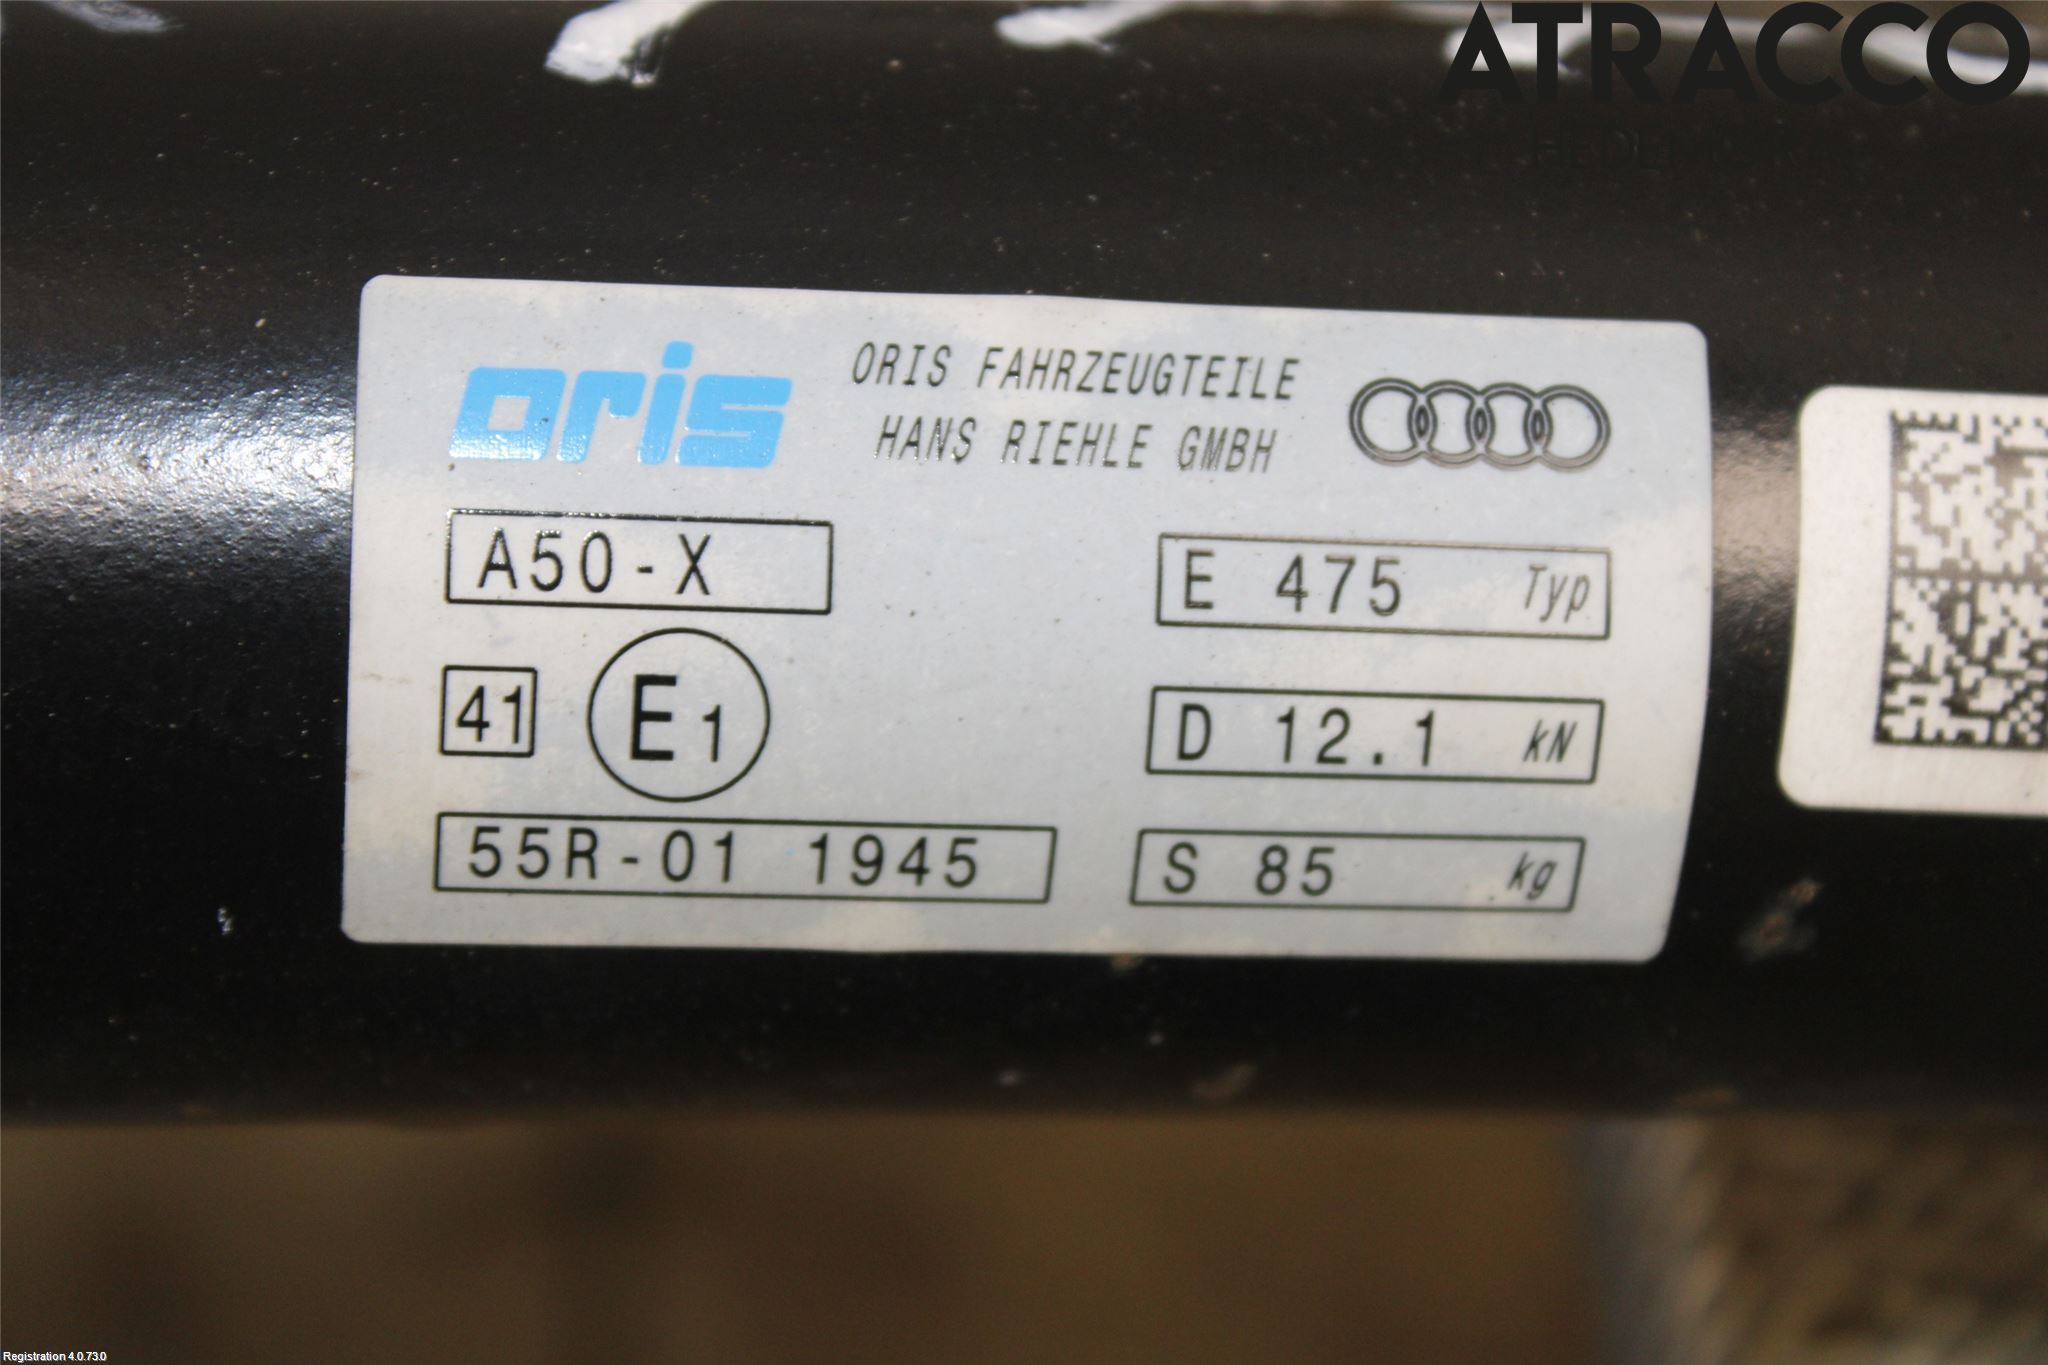 ATRACCO
HEDEMORA
oris
ORIS FAHRZEUGTEILE
HANS RIEHLE GMBH
A50-X
E 475 Typ
41 E1
D 12.1 kN
55R-01 1945
S 85 kg
Registration 4.0.73.0